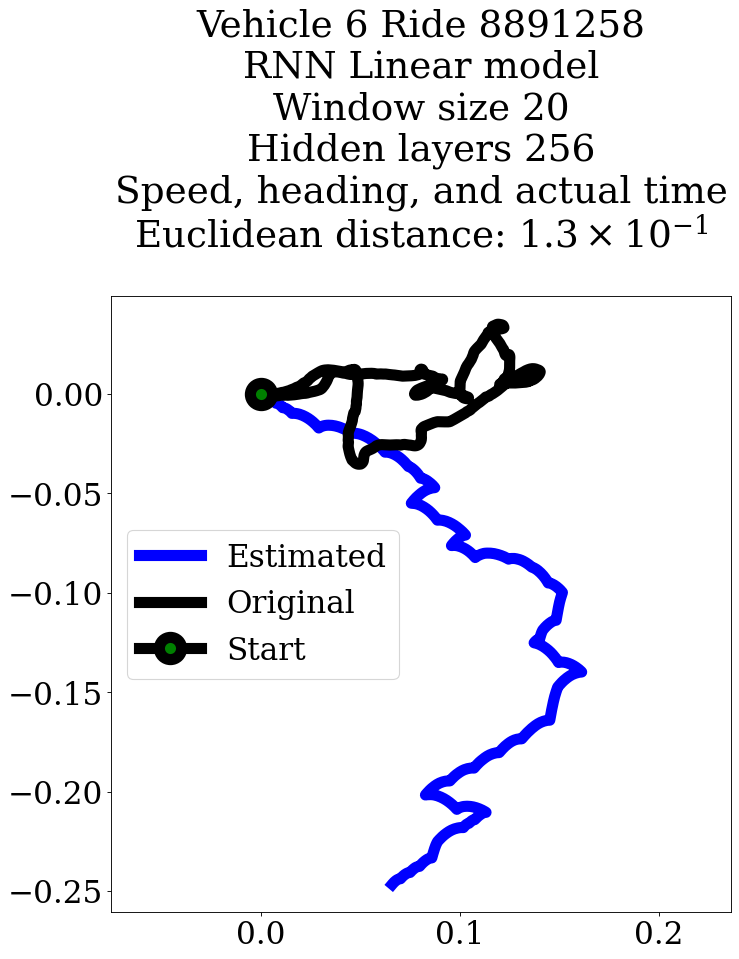 Vehicle 6 Ride 8891258
RNN Linear model
Window size 20
Hidden layers 256
Speed, heading, and actual time
Euclidean distance: 1.3 × 10⁻¹
0.00
−0.05
−0.10
−0.15
−0.20
−0.25
Estimated
Original
Start
0.0 0.1 0.2